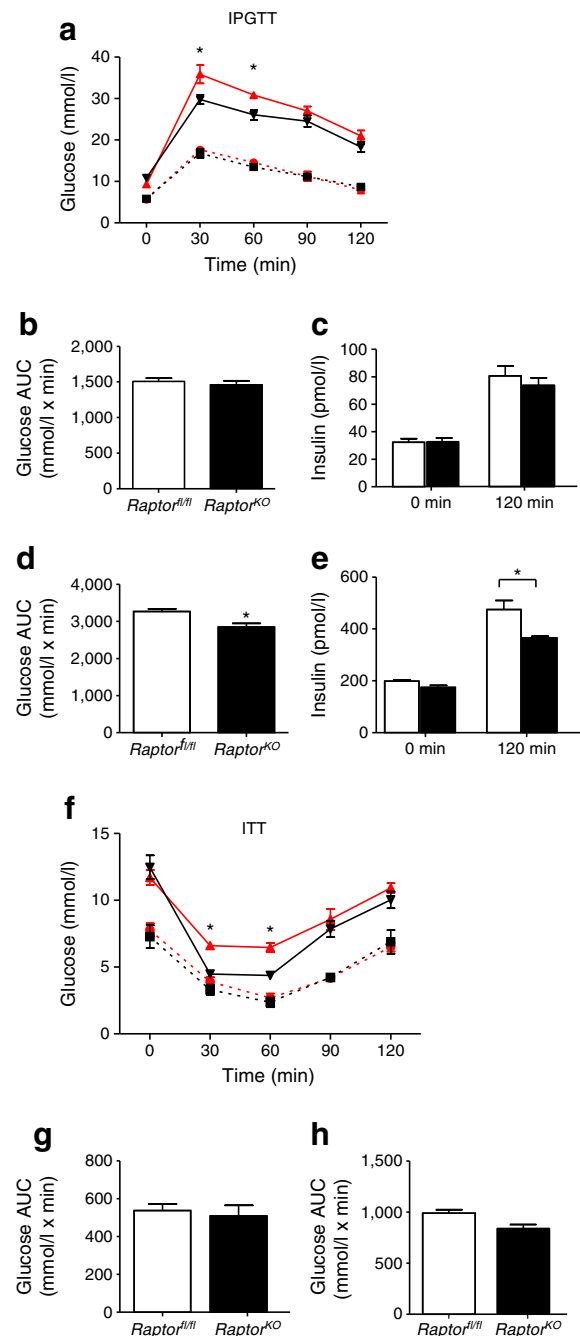 a
IPGTT
Glucose (mmol/l)
40
30
20
10
0
*
*
0 30 60 90 120
Time (min)
b
Glucose AUC
(mmol/l x min)
2,000
1,500
1,000
500
0
Raptorfl/fl RaptorKO
c
Insulin (pmol/l)
100
80
60
40
20
0
0 min 120 min
d
Glucose AUC
(mmol/l x min)
4,000
3,000
2,000
1,000
0
*
Raptorfl/fl RaptorKO
e
Insulin (pmol/l)
600
400
200
0
*
0 min 120 min
f
ITT
Glucose (mmol/l)
15
10
5
0
*
*
0 30 60 90 120
Time (min)
g
Glucose AUC
(mmol/l x min)
800
600
400
200
0
Raptorfl/fl RaptorKO
h
Glucose AUC
(mmol/l x min)
1,500
1,000
500
0
Raptorfl/fl RaptorKO